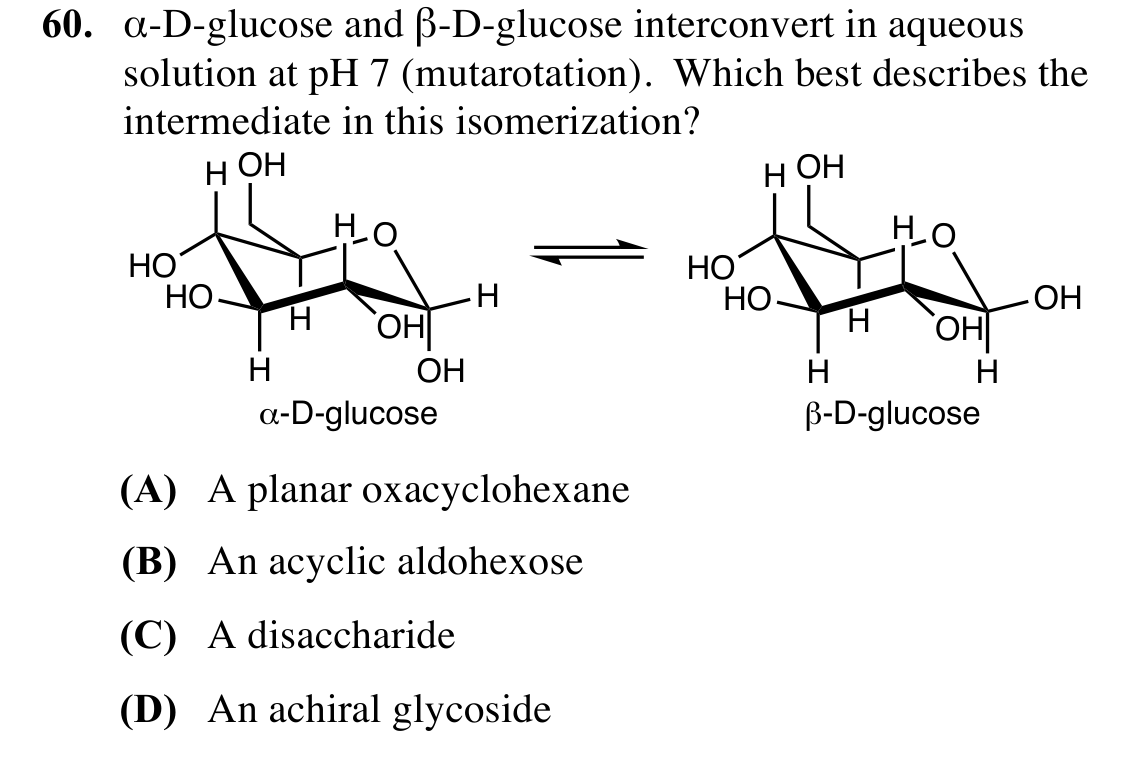 60. α-D-glucose and β-D-glucose interconvert in aqueous
solution at pH 7 (mutarotation). Which best describes the
intermediate in this isomerization?
H OH H OH
H O H O
HO HO
HO H HO OH
H OH H OH
H OH H H
α-D-glucose β-D-glucose
(A) A planar oxacyclohexane
(B) An acyclic aldohexose
(C) A disaccharide
(D) An achiral glycoside